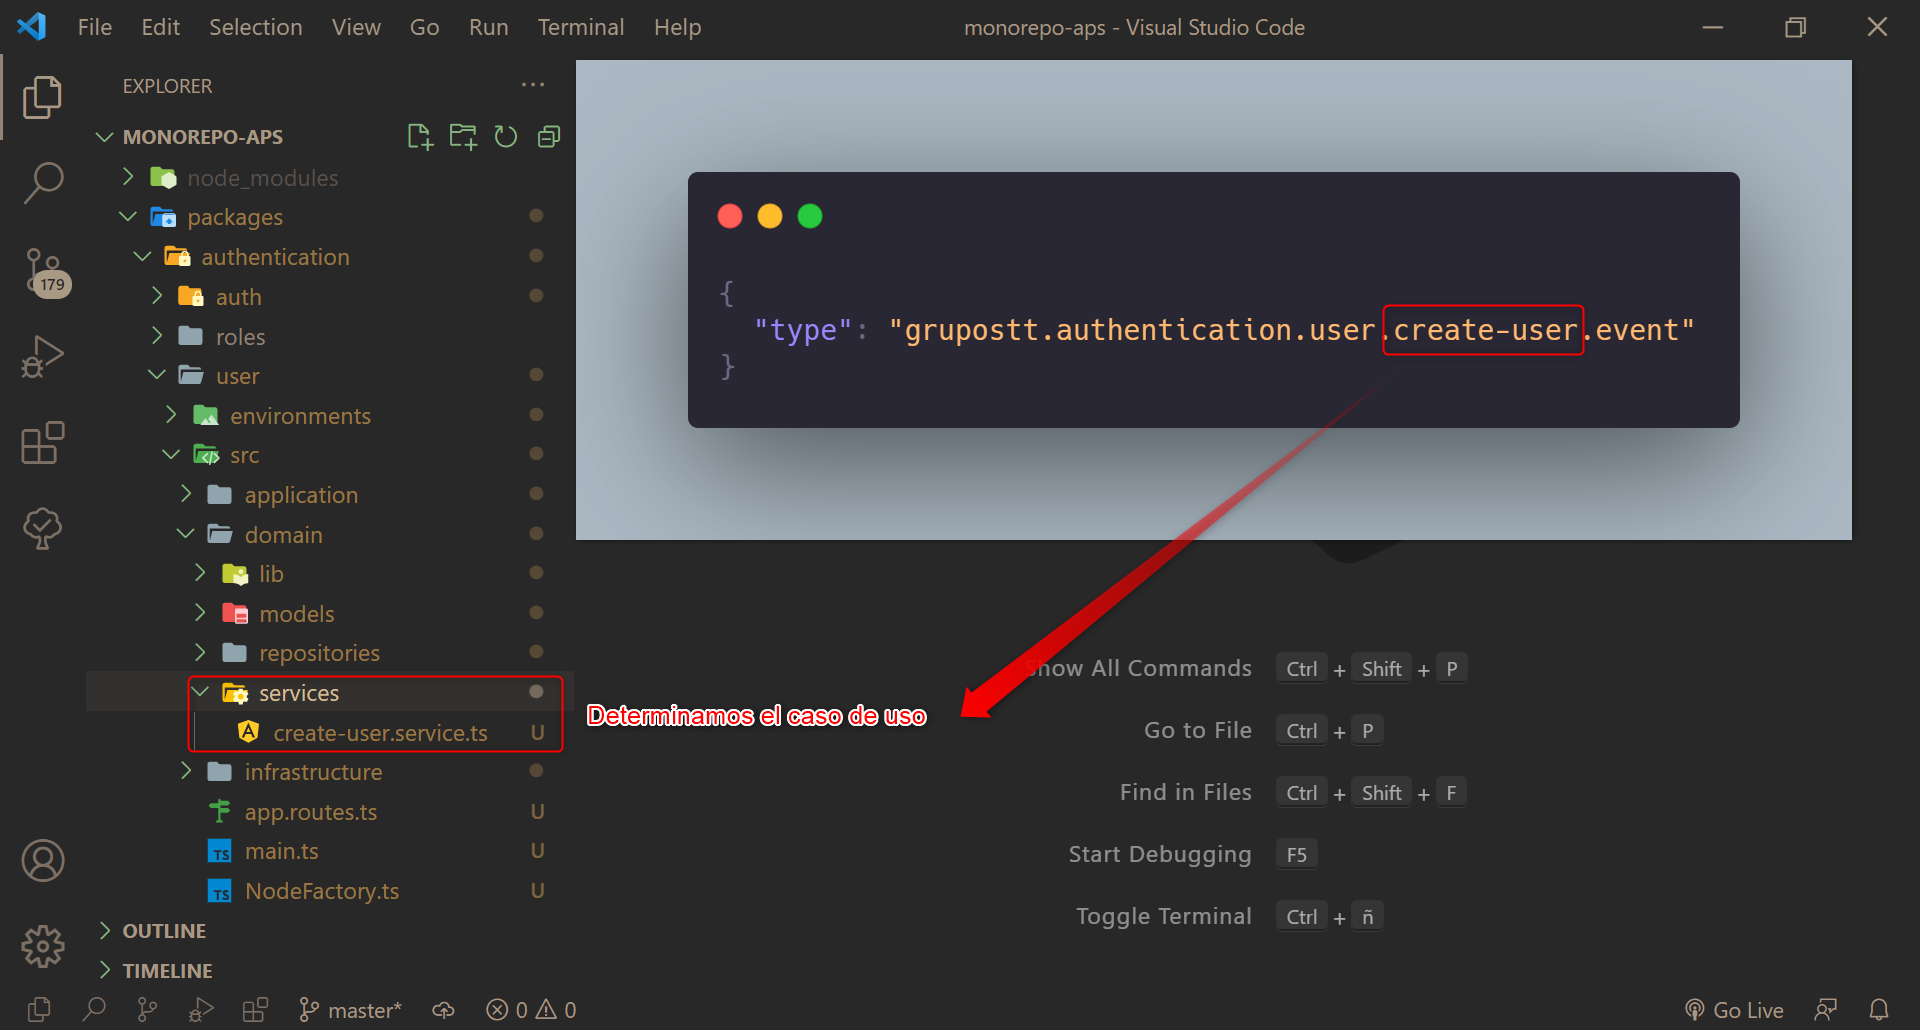 File Edit Selection View Go Run Terminal Help
monorepo-aps - Visual Studio Code
EXPLORER
MONOREPO-APS
node_modules
packages
authentication
auth
roles
user
environments
src
application
domain
lib
models
repositories
services
create-user.service.ts U
infrastructure
app.routes.ts U
main.ts U
NodeFactory.ts U
OUTLINE
TIMELINE
179
{
"type": "grupostt.authentication.user.create-user.event"
}
Determinamos el caso de uso
Show All Commands Ctrl + Shift + P
Go to File Ctrl + P
Find in Files Ctrl + Shift + F
Start Debugging F5
Toggle Terminal Ctrl + ñ
master* 0 0
Go Live